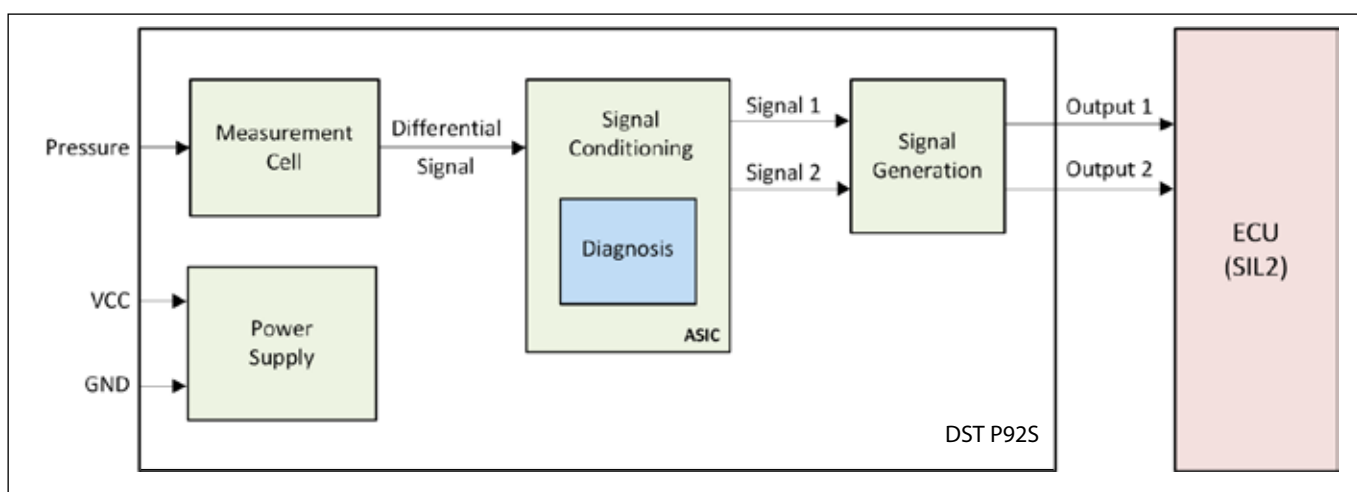 Pressure
Measurement
Cell
Differential
Signal
Signal
Conditioning
Diagnosis
ASIC
Signal 1
Signal 2
Signal
Generation
Output 1
Output 2
ECU
(SIL2)
VCC
GND
Power
Supply
DST P92S